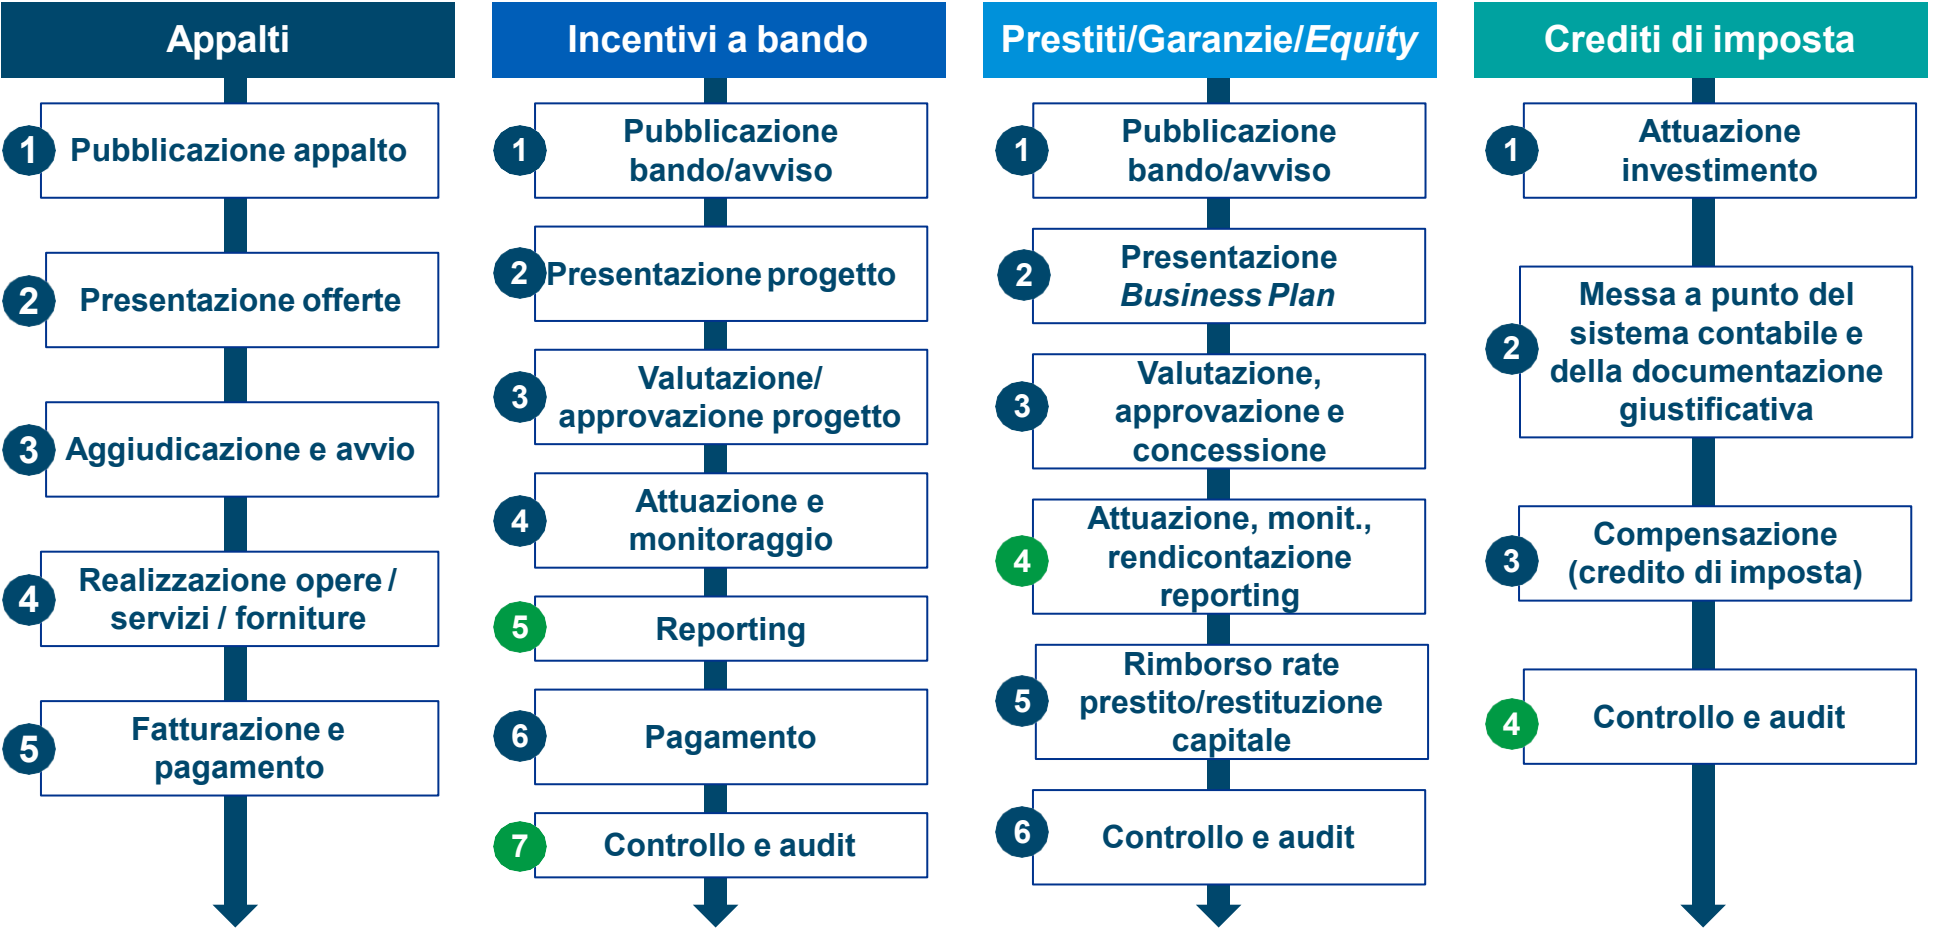 Appalti
1
Pubblicazione appalto
2
Presentazione offerte
3
Aggiudicazione e avvio
4
Realizzazione opere /
servizi / forniture
5
Fatturazione e
pagamento
Incentivi a bando
1
Pubblicazione
bando/avviso
2
Presentazione progetto
3
Valutazione/
approvazione progetto
4
Attuazione e
monitoraggio
5
Reporting
6
Pagamento
7
Controllo e audit
Prestiti/Garanzie/Equity
1
Pubblicazione
bando/avviso
2
Presentazione
Business Plan
3
Valutazione,
approvazione e
concessione
4
Attuazione, monit.,
rendicontazione
reporting
5
Rimborso rate
prestito/restituzione
capitale
6
Controllo e audit
Crediti di imposta
1
Attuazione
investimento
2
Messa a punto del
sistema contabile e
della documentazione
giustificativa
3
Compensazione
(credito di imposta)
4
Controllo e audit